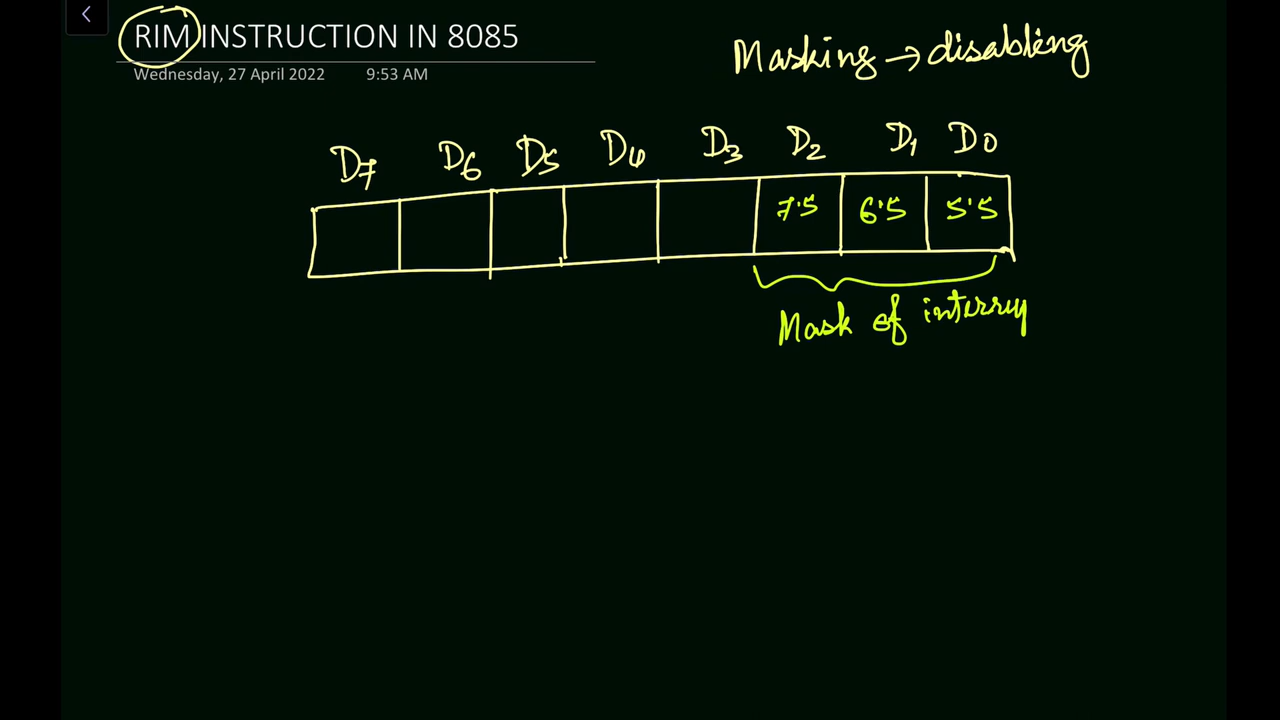 RIM INSTRUCTION IN 8085
Wednesday, 27 April 2022 9:53 AM
Masking → disabling
D7 D6 D5 D4 D3 D2 D1 D0
7.5 6.5 5.5
Mask of interrup